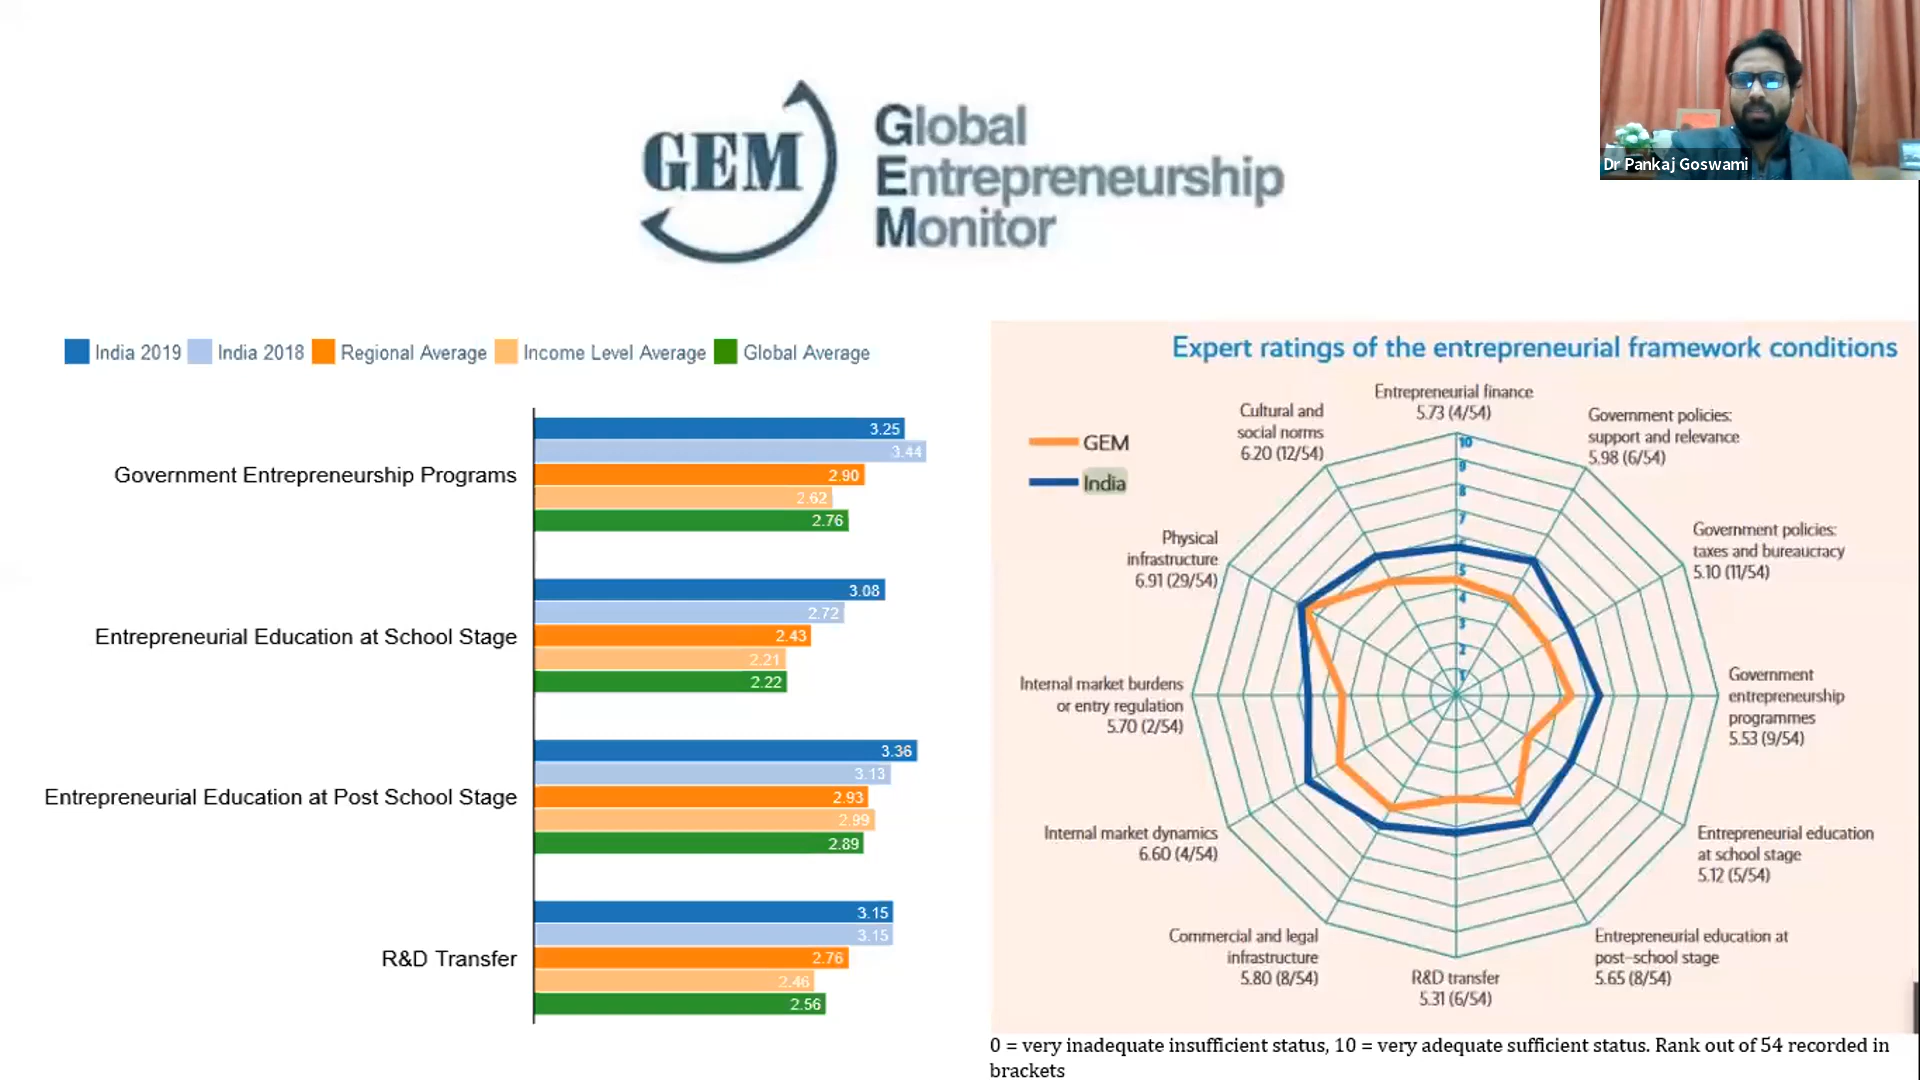 GEM
Global
Entrepreneurship
Monitor
Dr Pankaj Goswami
India 2019 India 2018 Regional Average Income Level Average Global Average
Government Entrepreneurship Programs
3.25
3.44
2.90
2.62
2.76
Entrepreneurial Education at School Stage
3.08
2.72
2.43
2.21
2.22
Entrepreneurial Education at Post School Stage
3.36
3.13
2.93
2.99
2.89
R&D Transfer
3.15
3.15
2.76
2.46
2.56
Expert ratings of the entrepreneurial framework conditions
GEM
India
Entrepreneurial finance
5.73 (4/54)
Government policies:
support and relevance
5.98 (6/54)
Government policies:
taxes and bureaucracy
5.10 (11/54)
Government
entrepreneurship
programmes
5.53 (9/54)
Entrepreneurial education
at school stage
5.12 (5/54)
Entrepreneurial education at
post–school stage
5.65 (8/54)
R&D transfer
5.31 (6/54)
Commercial and legal
infrastructure
5.80 (8/54)
Internal market dynamics
6.60 (4/54)
Internal market burdens
or entry regulation
5.70 (2/54)
Physical
infrastructure
6.91 (29/54)
Cultural and
social norms
6.20 (12/54)
10
9
8
7
5
4
3
2
1
0 = very inadequate insufficient status, 10 = very adequate sufficient status. Rank out of 54 recorded in
brackets